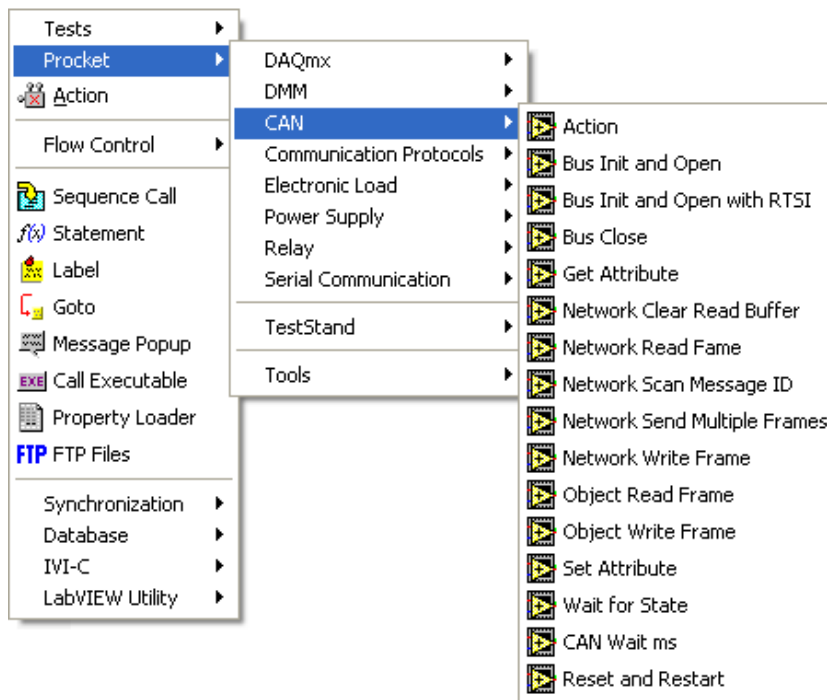 Tests
Procket
Action
Flow Control
Sequence Call
f(x) Statement
Label
Goto
Message Popup
EXE Call Executable
Property Loader
FTP FTP Files
Synchronization
Database
IVI-C
LabVIEW Utility
DAQmx
DMM
CAN
Communication Protocols
Electronic Load
Power Supply
Relay
Serial Communication
TestStand
Tools
Action
Bus Init and Open
Bus Init and Open with RTSI
Bus Close
Get Attribute
Network Clear Read Buffer
Network Read Fame
Network Scan Message ID
Network Send Multiple Frames
Network Write Frame
Object Read Frame
Object Write Frame
Set Attribute
Wait for State
CAN Wait ms
Reset and Restart